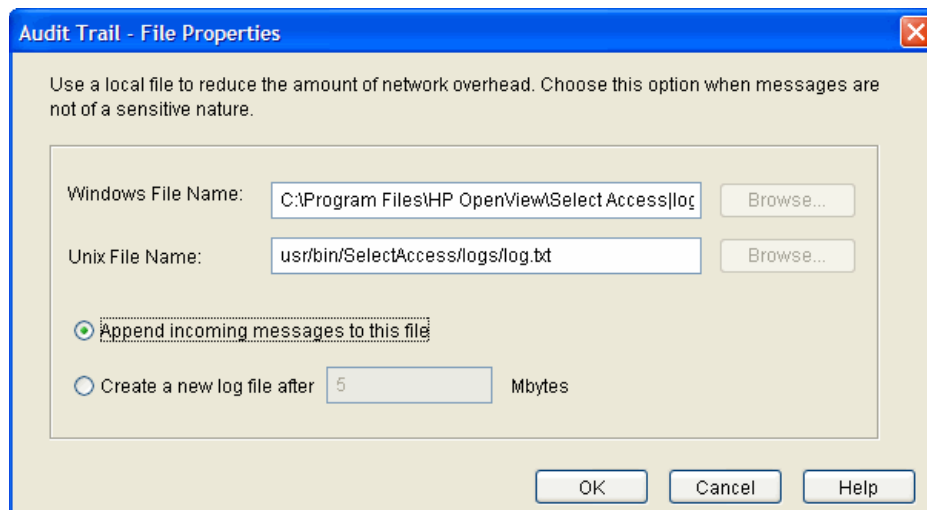 Audit Trail - File Properties
Use a local file to reduce the amount of network overhead. Choose this option when messages are
not of a sensitive nature.
Windows File Name: C:\Program Files\HP OpenView\Select Access|log Browse...
Unix File Name: usr/bin/SelectAccess/logs/log.txt Browse...
Append incoming messages to this file
Create a new log file after 5 Mbytes
OK Cancel Help